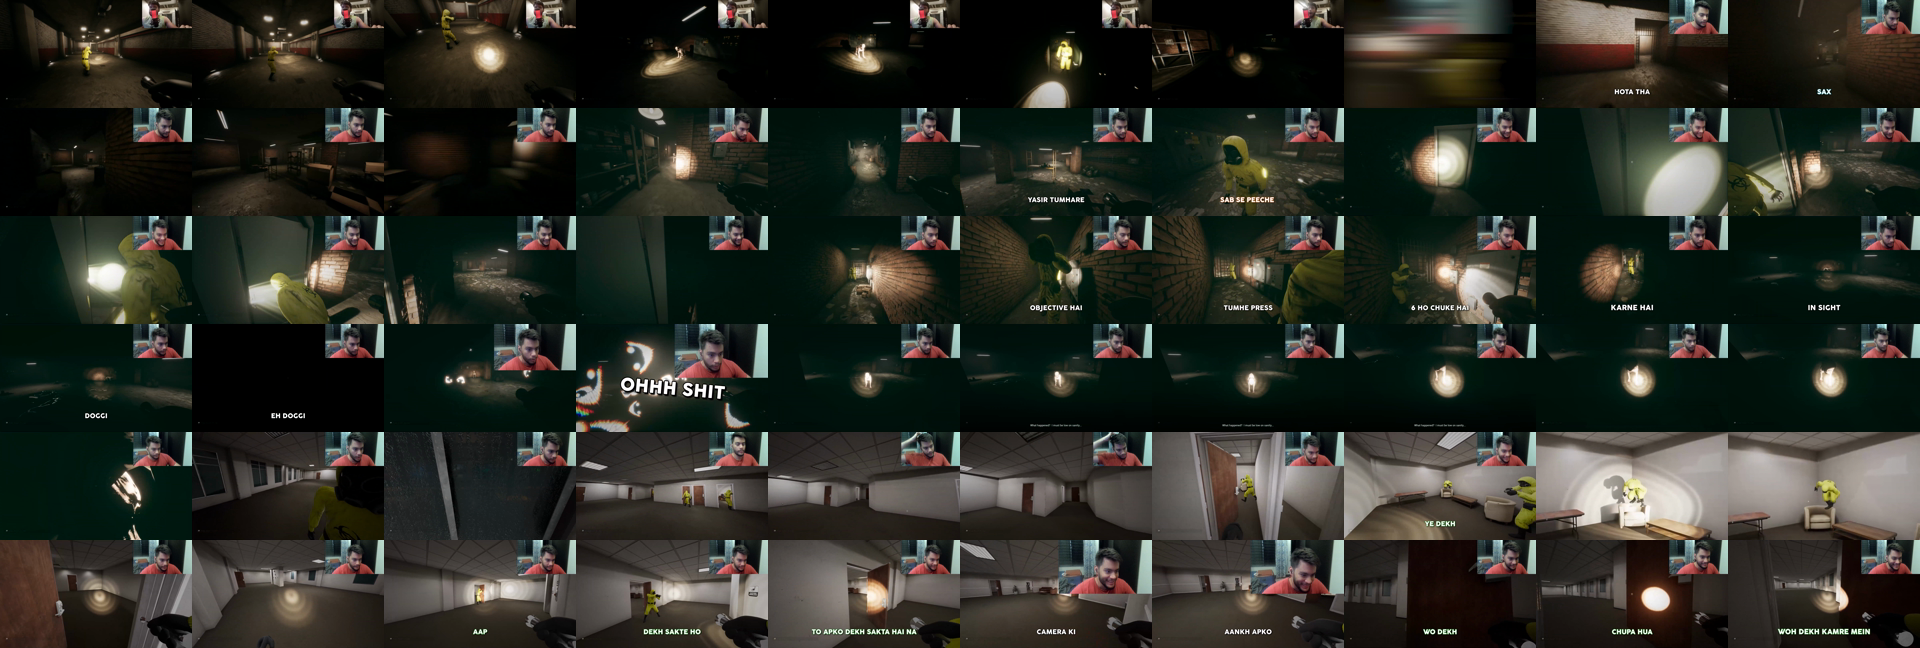 HOTA THA
SAX
YASIR TUMHARE
SAB SE PEECHE
OBJECTIVE HAI
TUMHE PRESS
6 HO CHUKE HAI
KARNE HAI
IN SIGHT
DOGGI
EH DOGGI
OHHH SHIT
YE DEKH
AAP
DEKH SAKTE HO
TO APKO DEKH SAKTA HAI NA
CAMERA KI
AANKH APKO
WO DEKH
CHUPA HUA
WOH DEKH KAMRE MEIN